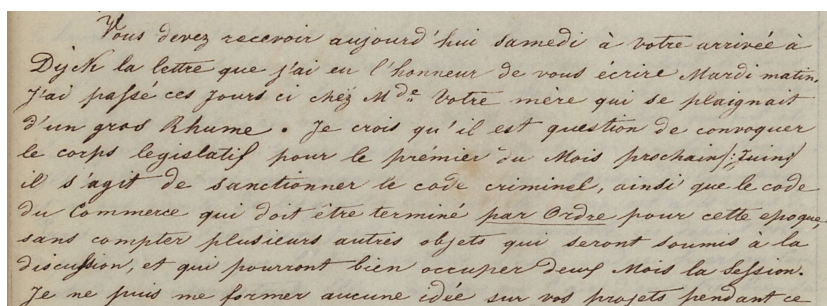 Vous devez recevoir aujourd'hui samedi à votre arrivée à
Dijck la lettre que j'ai eu l'honneur de vous écrire Mardi matin.
J'ai passé ces jours ci chéz Mde votre mère qui se plaignait
d'un gros Rhume. Je crois qu'il est question de convoquer
le corps legislatif pour le prémier du Mois prochain/: Juin/
il s'agit de sanctionner le code criminel, ainsi que le code
du Commerce qui doit être terminé par Ordre pour cette epoque,
sans compter plusieurs autres objets qui seront soumis à la
discussion, et qui pourront bien occuper deux Mois la Session.
Je ne puis me former aucune idée sur vos projets pendant ce